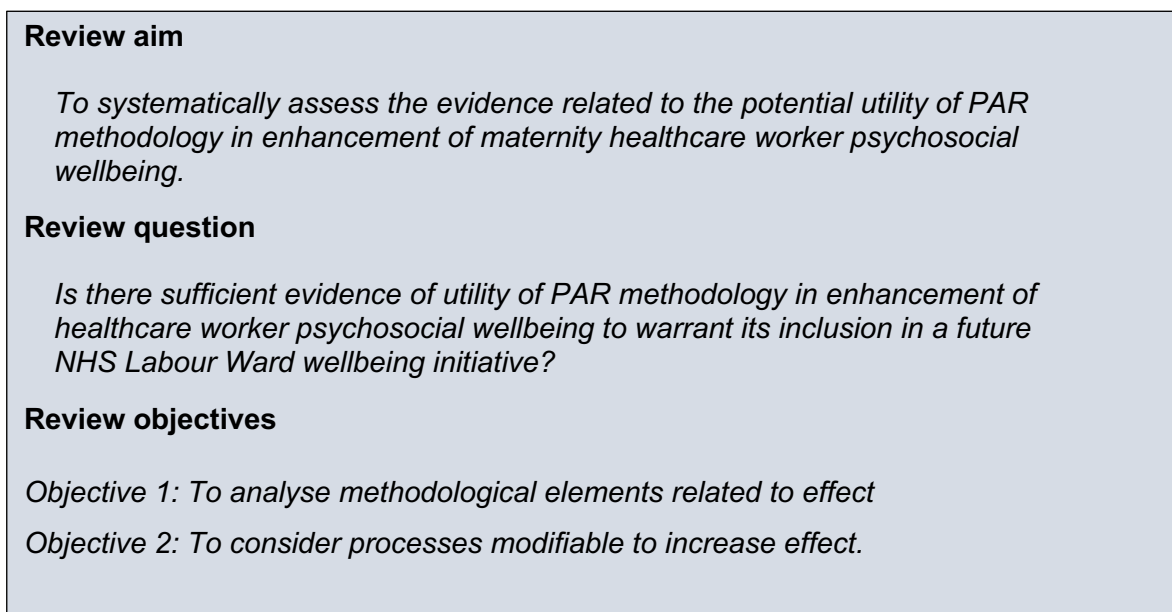 Review aim
To systematically assess the evidence related to the potential utility of PAR
methodology in enhancement of maternity healthcare worker psychosocial
wellbeing.
Review question
Is there sufficient evidence of utility of PAR methodology in enhancement of
healthcare worker psychosocial wellbeing to warrant its inclusion in a future
NHS Labour Ward wellbeing initiative?
Review objectives
Objective 1: To analyse methodological elements related to effect
Objective 2: To consider processes modifiable to increase effect.